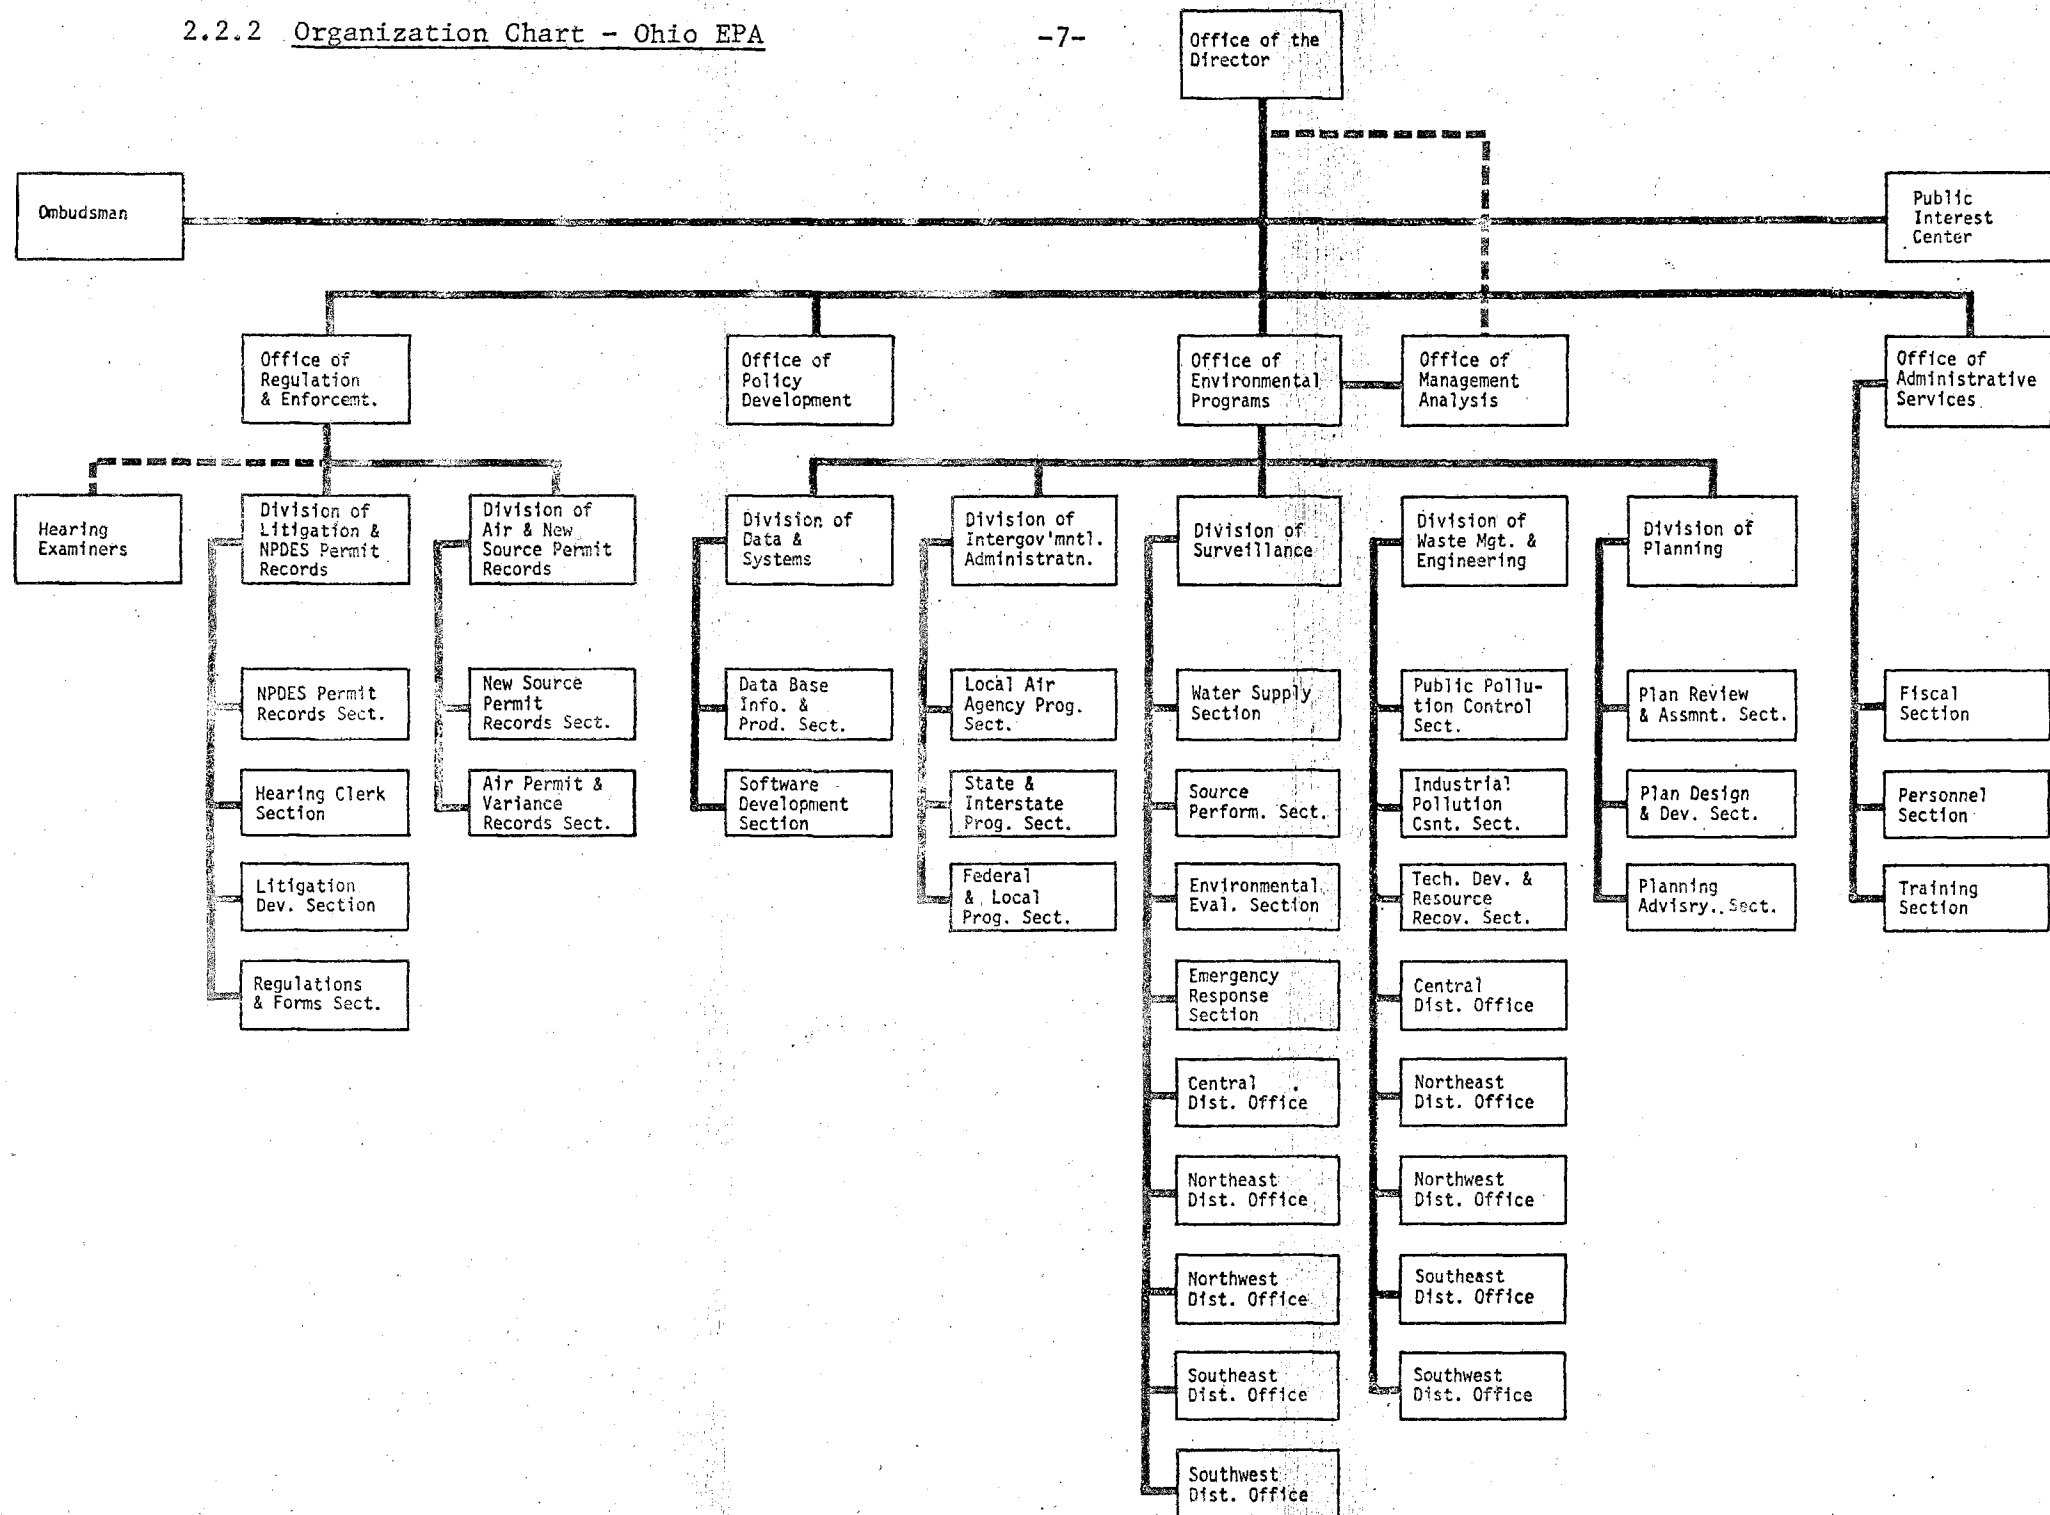 2.2.2 Organization Chart - Ohio EPA
-7-
Office of the
Director
Ombudsman
Public
Interest
Center
Office of
Regulation
& Enforcemt.
Office of
Policy
Development
Office of
Environmental
Programs
Office of
Management
Analysis
Office of
Administrative
Services
Hearing
Examiners
Division of
Litigation &
NPDES Permit
Records
Division of
Air & New
Source Permit
Records
Division of
Data &
Systems
Division of
Intergov'mntl.
Administratn.
Division of
Surveillance
Division of
Waste Mgt. &
Engineering
Division of
Planning
NPDES Permit
Records Sect.
New Source
Permit
Records Sect.
Data Base
Info. &
Prod. Sect.
Local Air
Agency Prog.
Sect.
Water Supply
Section
Public Pollu-
tion Control
Sect.
Plan Review
& Assmnt. Sect.
Fiscal
Section
Hearing Clerk
Section
Air Permit &
Variance
Records Sect.
Software
Development
Section
State &
Interstate
Prog. Sect.
Source
Perform. Sect.
Industrial
Pollution
Csnt. Sect.
Plan Design
& Dev. Sect.
Personnel
Section
Litigation
Dev. Section
Federal
& Local
Prog. Sect.
Environmental
Eval. Section
Tech. Dev. &
Resource
Recov. Sect.
Planning
Advisry. Sect.
Training
Section
Regulations
& Forms Sect.
Emergency
Response
Section
Central
Dist. Office
Central
Dist. Office
Northeast
Dist. Office
Northeast
Dist. Office
Northwest
Dist. Office
Northwest
Dist. Office
Southeast
Dist. Office
Southeast
Dist. Office
Southwest
Dist. Office
Southwest
Dist. Office